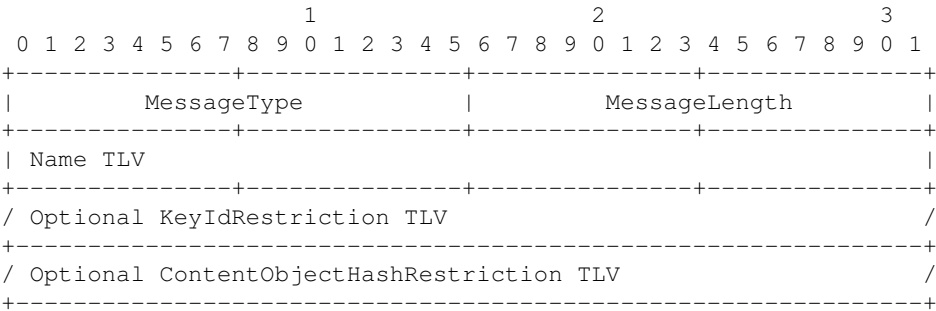 1                   2                   3
 0 1 2 3 4 5 6 7 8 9 0 1 2 3 4 5 6 7 8 9 0 1 2 3 4 5 6 7 8 9 0 1
+---------------+---------------+---------------+---------------+
|         MessageType           |         MessageLength         |
+---------------+---------------+---------------+---------------+
| Name TLV                                                      |
+---------------+---------------+---------------+---------------+
/ Optional KeyIdRestriction TLV                                 /
+---------------------------------------------------------------+
/ Optional ContentObjectHashRestriction TLV                     /
+---------------------------------------------------------------+